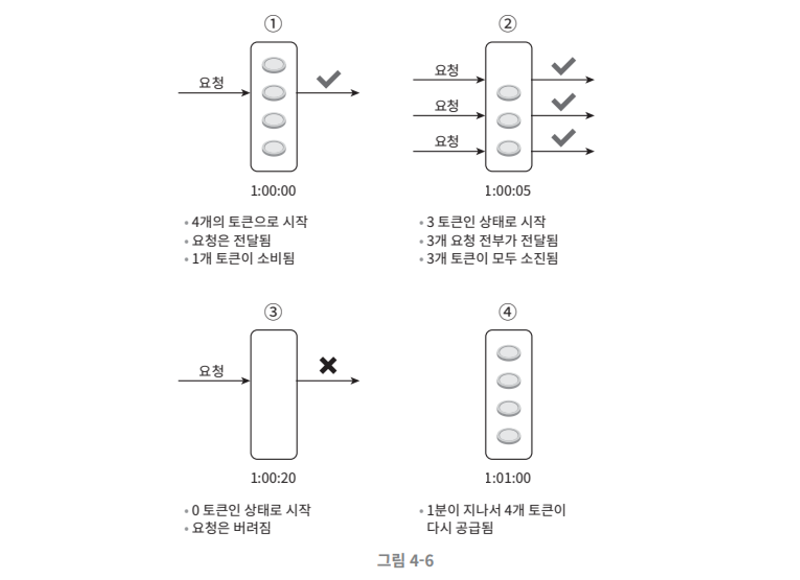 ①
요청
1:00:00
• 4개의 토큰으로 시작
• 요청은 전달됨
• 1개 토큰이 소비됨
②
요청
요청
요청
1:00:05
• 3 토큰인 상태로 시작
• 3개 요청 전부가 전달됨
• 3개 토큰이 모두 소진됨
③
요청
1:00:20
• 0 토큰인 상태로 시작
• 요청은 버려짐
④
1:01:00
• 1분이 지나서 4개 토큰이
다시 공급됨
그림 4-6